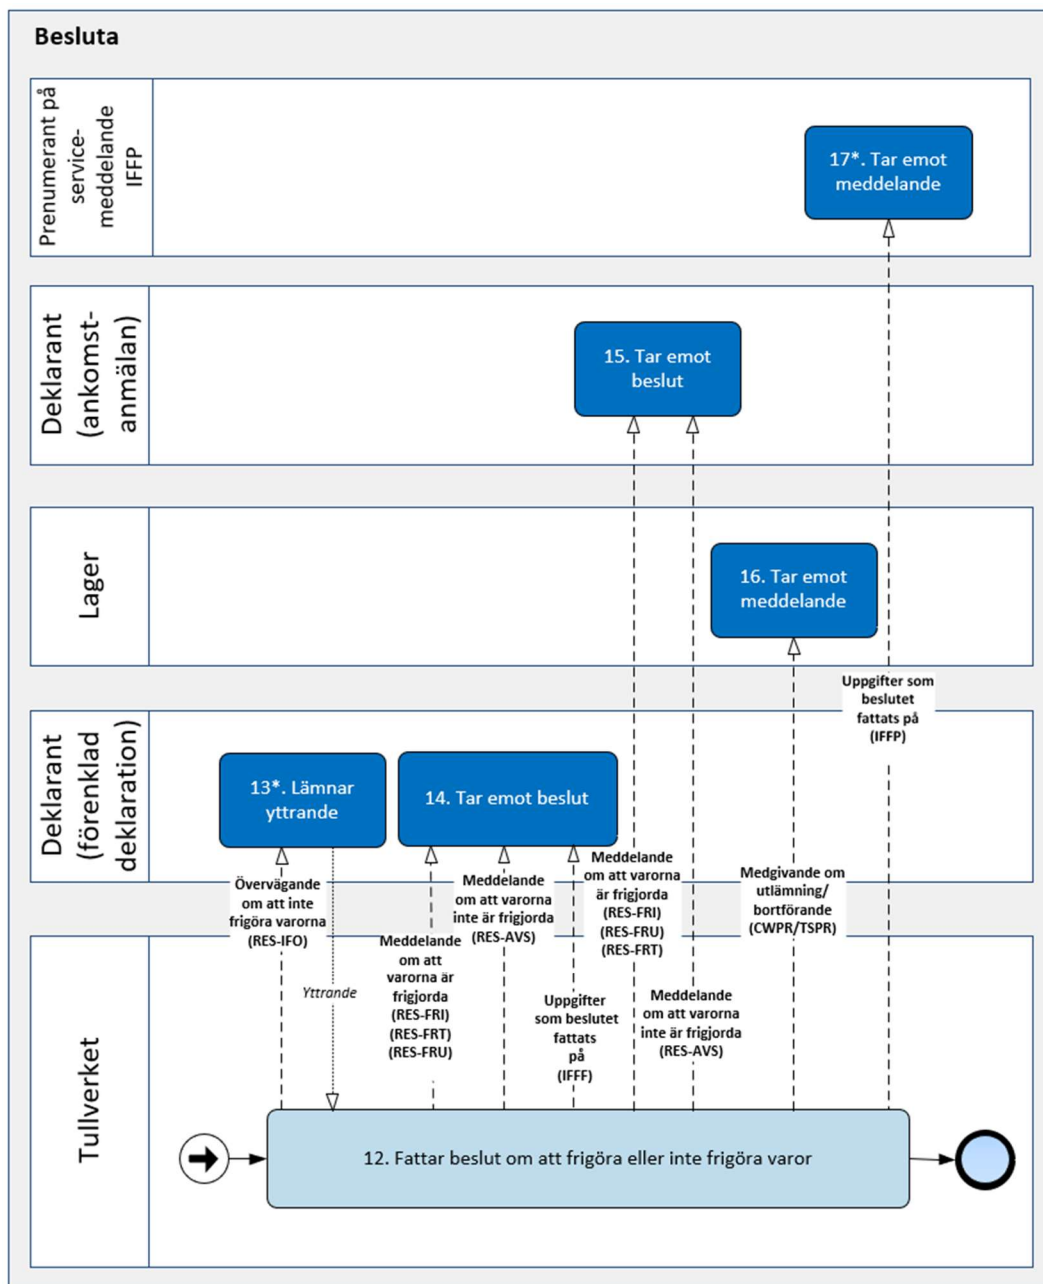 Besluta
Prenumerant på
service-
meddelande
IFFP
17*. Tar emot
meddelande
Deklarant
(ankomst-
anmälan)
15. Tar emot
beslut
Lager
16. Tar emot
meddelande
Uppgifter som
beslutet
fattats på
(IFFP)
Deklarant
(förenklad
deklaration)
13*. Lämnar
yttrande
14. Tar emot beslut
Övervägande
om att inte
frigöra varorna
(RES-IFO)
Yttrande
Meddelande
om att
varorna är
frigjorda
(RES-FRI)
(RES-FRT)
(RES-FRU)
Meddelande
om att varorna
inte är frigjorda
(RES-AVS)
Uppgifter
som beslutet
fattats
på
(IFFF)
Meddelande
om att varorna
är frigjorda
(RES-FRI)
(RES-FRU)
(RES-FRT)
Meddelande
om att varorna
inte är frigjorda
(RES-AVS)
Medgivande om
utlämning/
bortförande
(CWPR/TSPR)
Tullverket
12. Fattar beslut om att frigöra eller inte frigöra varor